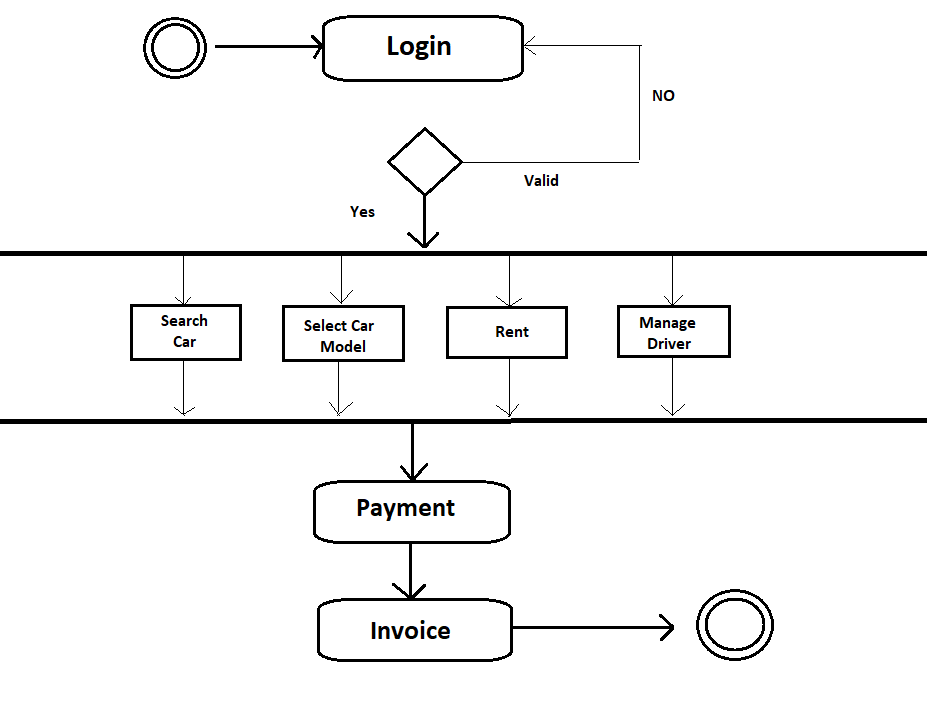 Login
NO
Valid
Yes
Search
Car
Select Car
Model
Rent
Manage
Driver
Payment
Invoice